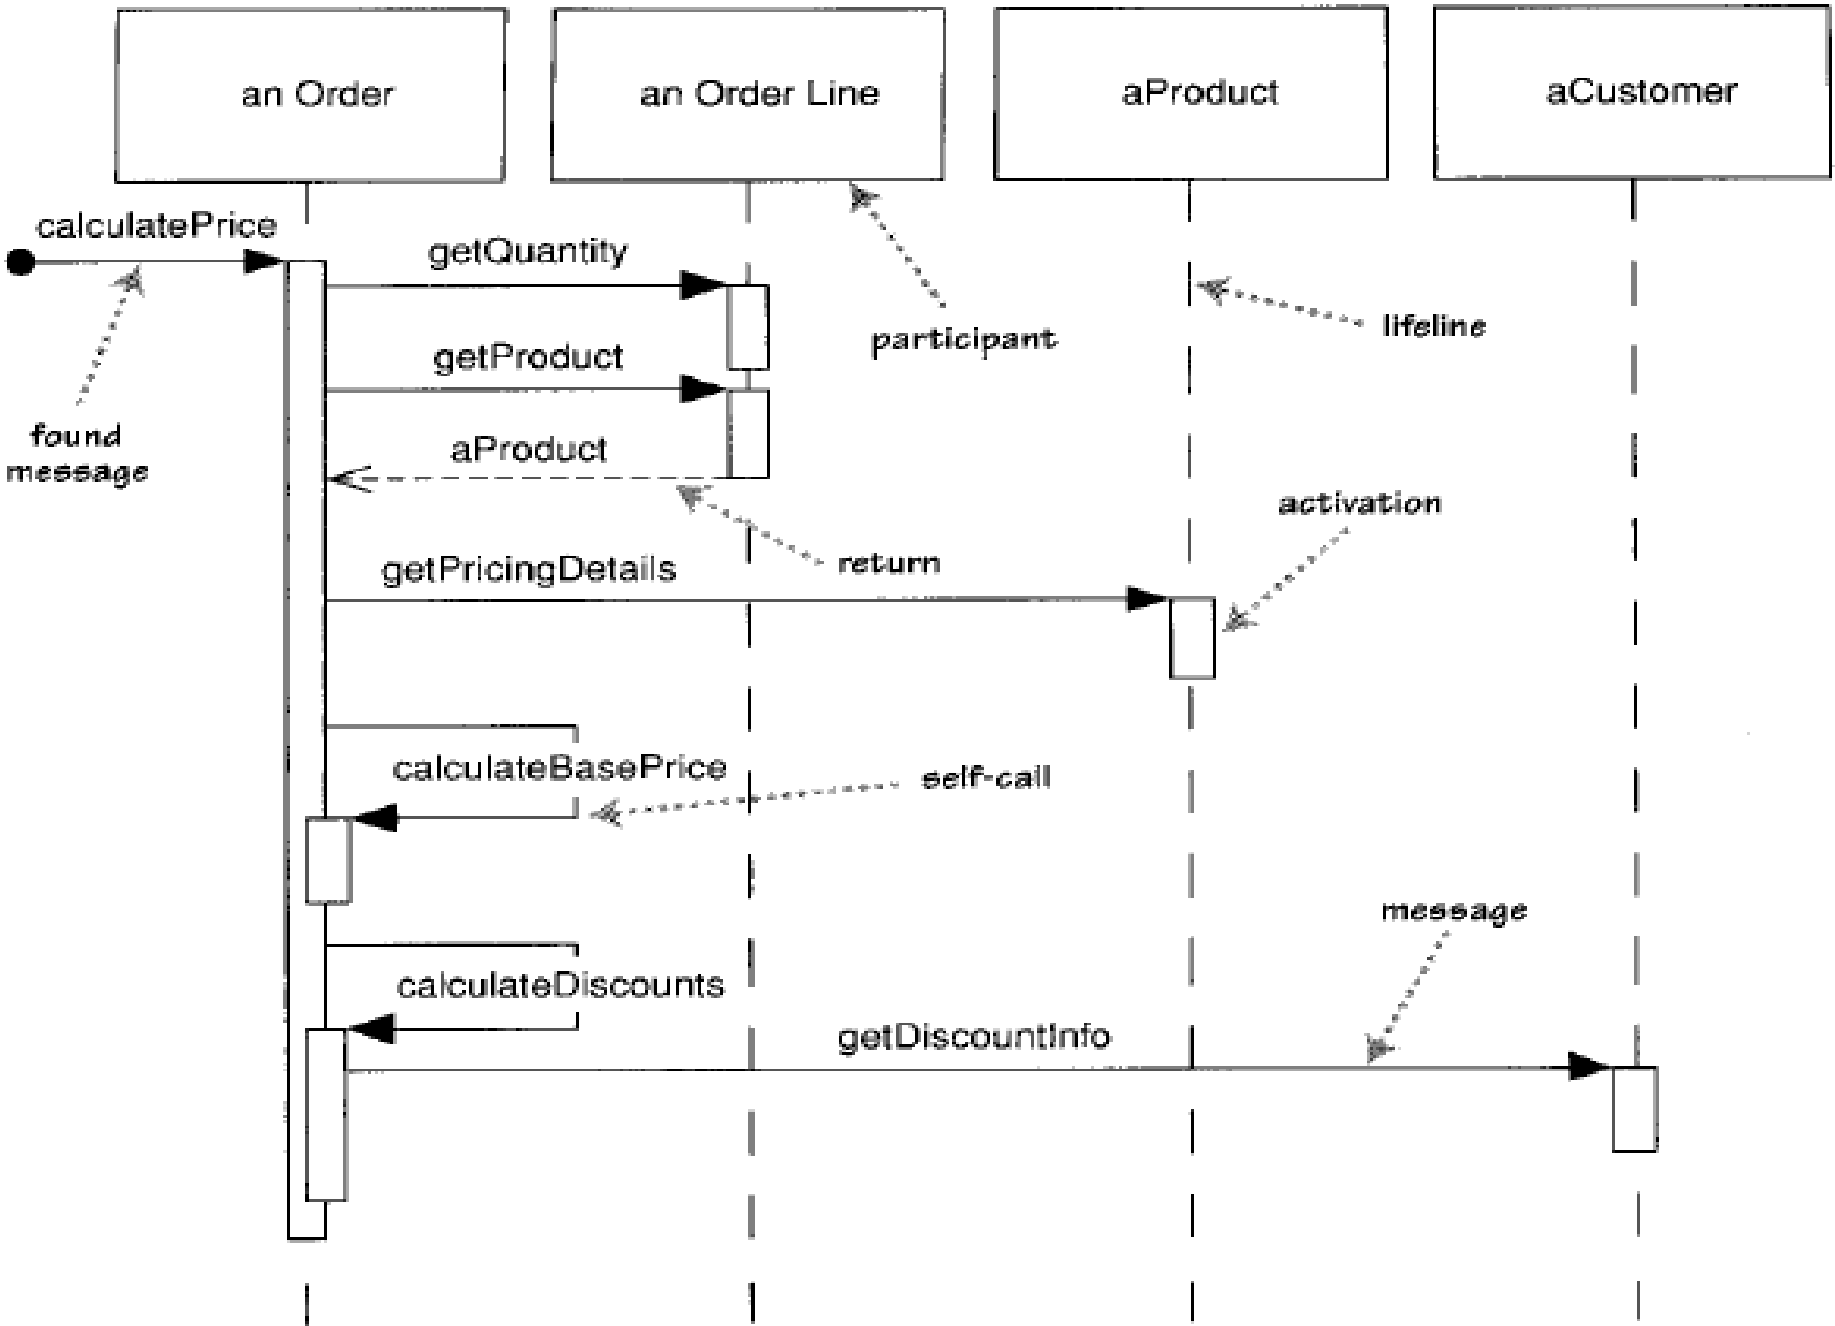 an Order
an Order Line
aProduct
aCustomer
calculatePrice
getQuantity
participant
lifeline
getProduct
found
message
aProduct
activation
return
getPricingDetails
calculateBasePrice
self-call
message
calculateDiscounts
getDiscountInfo